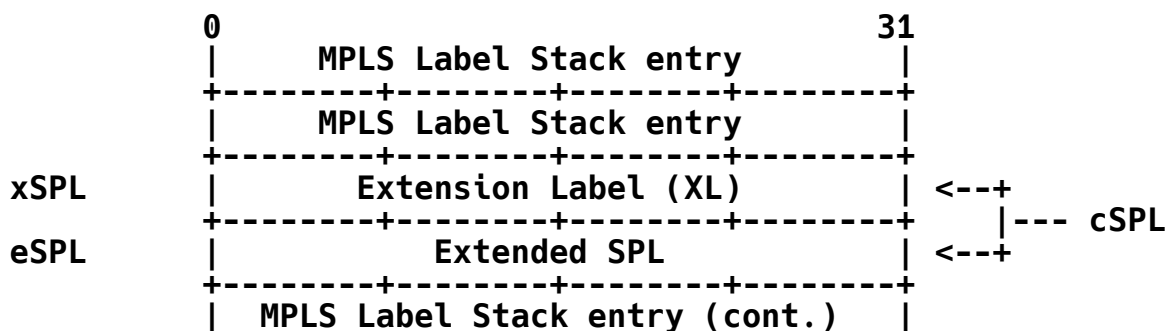 0                                  31
|     MPLS Label Stack entry        |
+--------+--------+--------+--------+
|     MPLS Label Stack entry        |
+--------+--------+--------+--------+
xSPL      |       Extension Label (XL)        | <--+
+--------+--------+--------+--------+    |--- cSPL
eSPL      |           Extended SPL            | <--+
+--------+--------+--------+--------+
|  MPLS Label Stack entry (cont.)   |